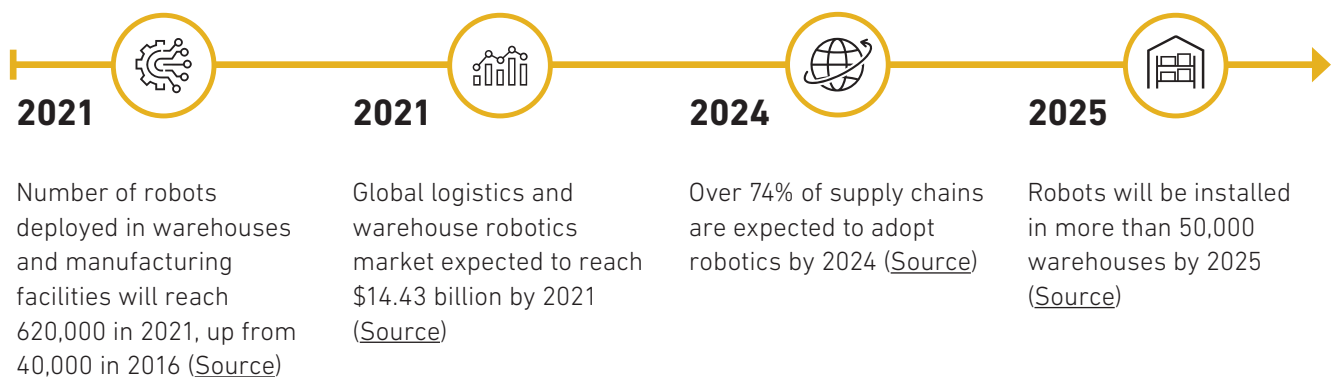 2021
Number of robots
deployed in warehouses
and manufacturing
facilities will reach
620,000 in 2021, up from
40,000 in 2016 (Source)
2021
Global logistics and
warehouse robotics
market expected to reach
$14.43 billion by 2021
(Source)
2024
Over 74% of supply chains
are expected to adopt
robotics by 2024 (Source)
2025
Robots will be installed
in more than 50,000
warehouses by 2025
(Source)